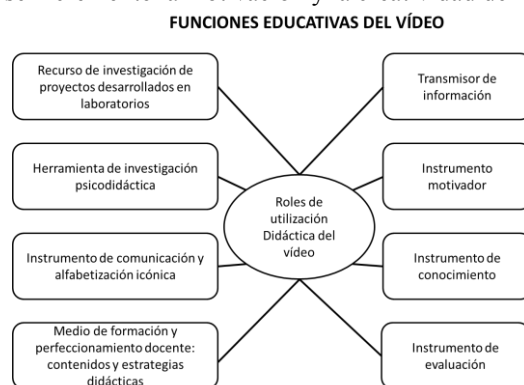 FUNCIONES EDUCATIVAS DEL VÍDEO
Recurso de investigación de
proyectos desarrollados en
laboratorios
Transmisor de
información
Herramienta de investigación
psicodidáctica
Instrumento
motivador
Roles de
utilización
Didáctica del
vídeo
Instrumento de comunicación y
alfabetización icónica
Instrumento de
conocimiento
Medio de formación y
perfeccionamiento docente:
contenidos y estrategias
didácticas
Instrumento de
evaluación